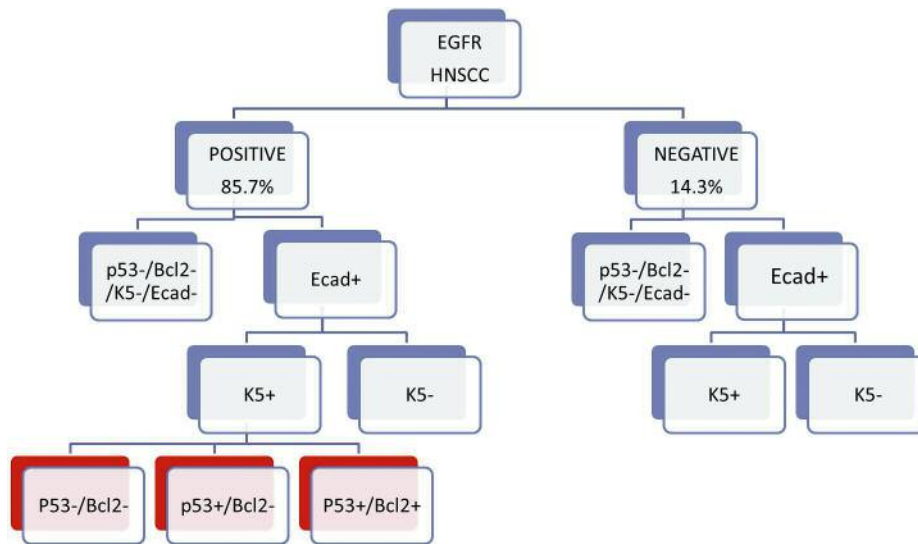 EGFR
HNSCC
POSITIVE
85.7%
NEGATIVE
14.3%
p53-/Bcl2-
/K5-/Ecad-
Ecad+
p53-/Bcl2-
/K5-/Ecad-
Ecad+
K5+
K5-
K5+
K5-
P53-/Bcl2-
p53+/Bcl2-
P53+/Bcl2+